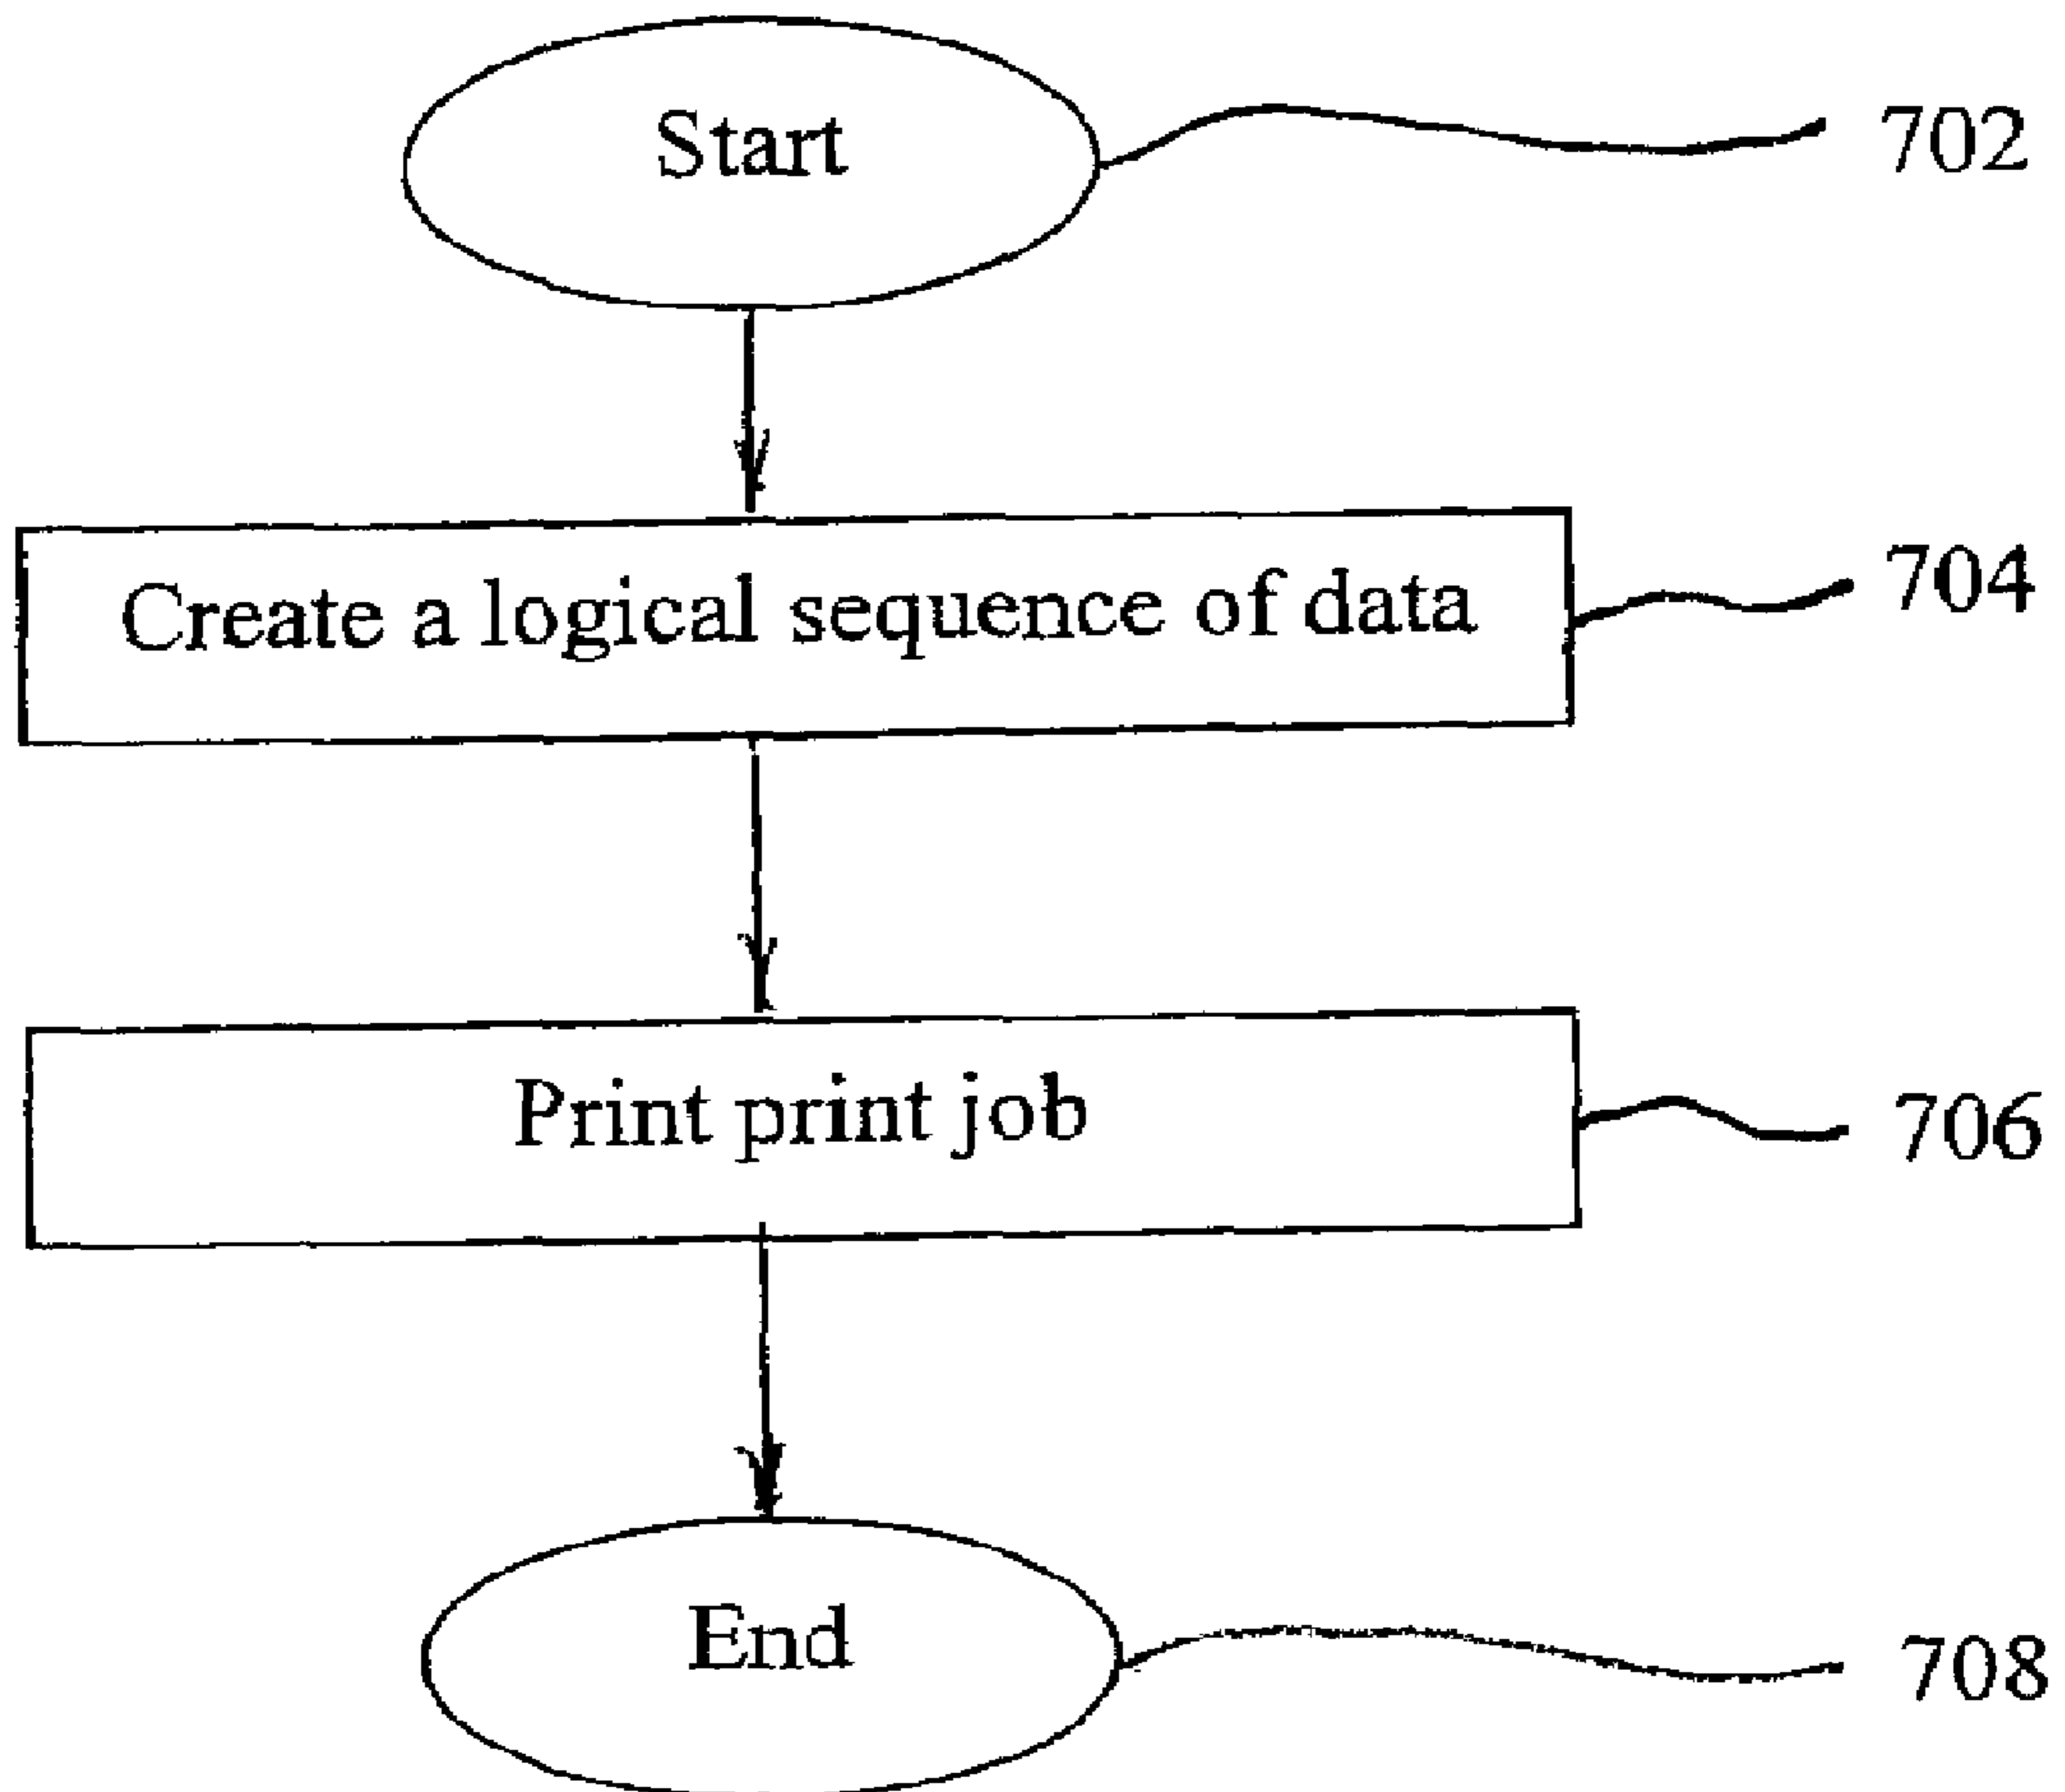 Start
702
Create a logical sequence of data
704
Print print job
706
End
708